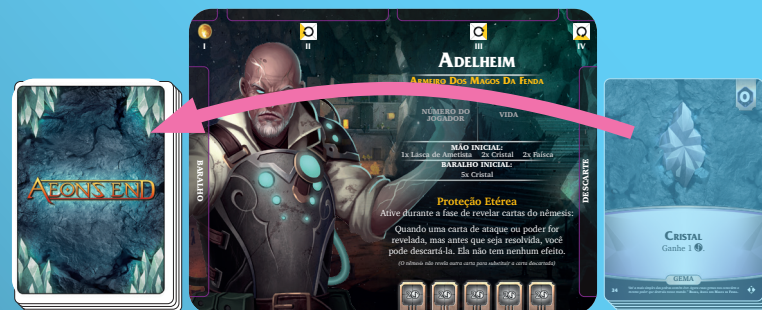 I
II
III
IV
ADELHEIM
ARMEIRO DOS MAGOS DA FENDA
NÚMERO DO
JOGADOR
VIDA
MÃO INICIAL:
1x Lasca de Ametista 2x Cristal 2x Faísca
BARALHO INICIAL:
5x Cristal
BARALHO
DESCARTE
Proteção Etérea
Ative durante a fase de revelar cartas do nêmesis:
Quando uma carta de ataque ou poder for
revelada, mas antes que seja resolvida, você
pode descartá-la. Ela não tem nenhum efeito.
(O nêmesis não revela outra carta para substituir a carta descartada)
AEON'S END
0
CRISTAL
Ganhe 1
GEMA